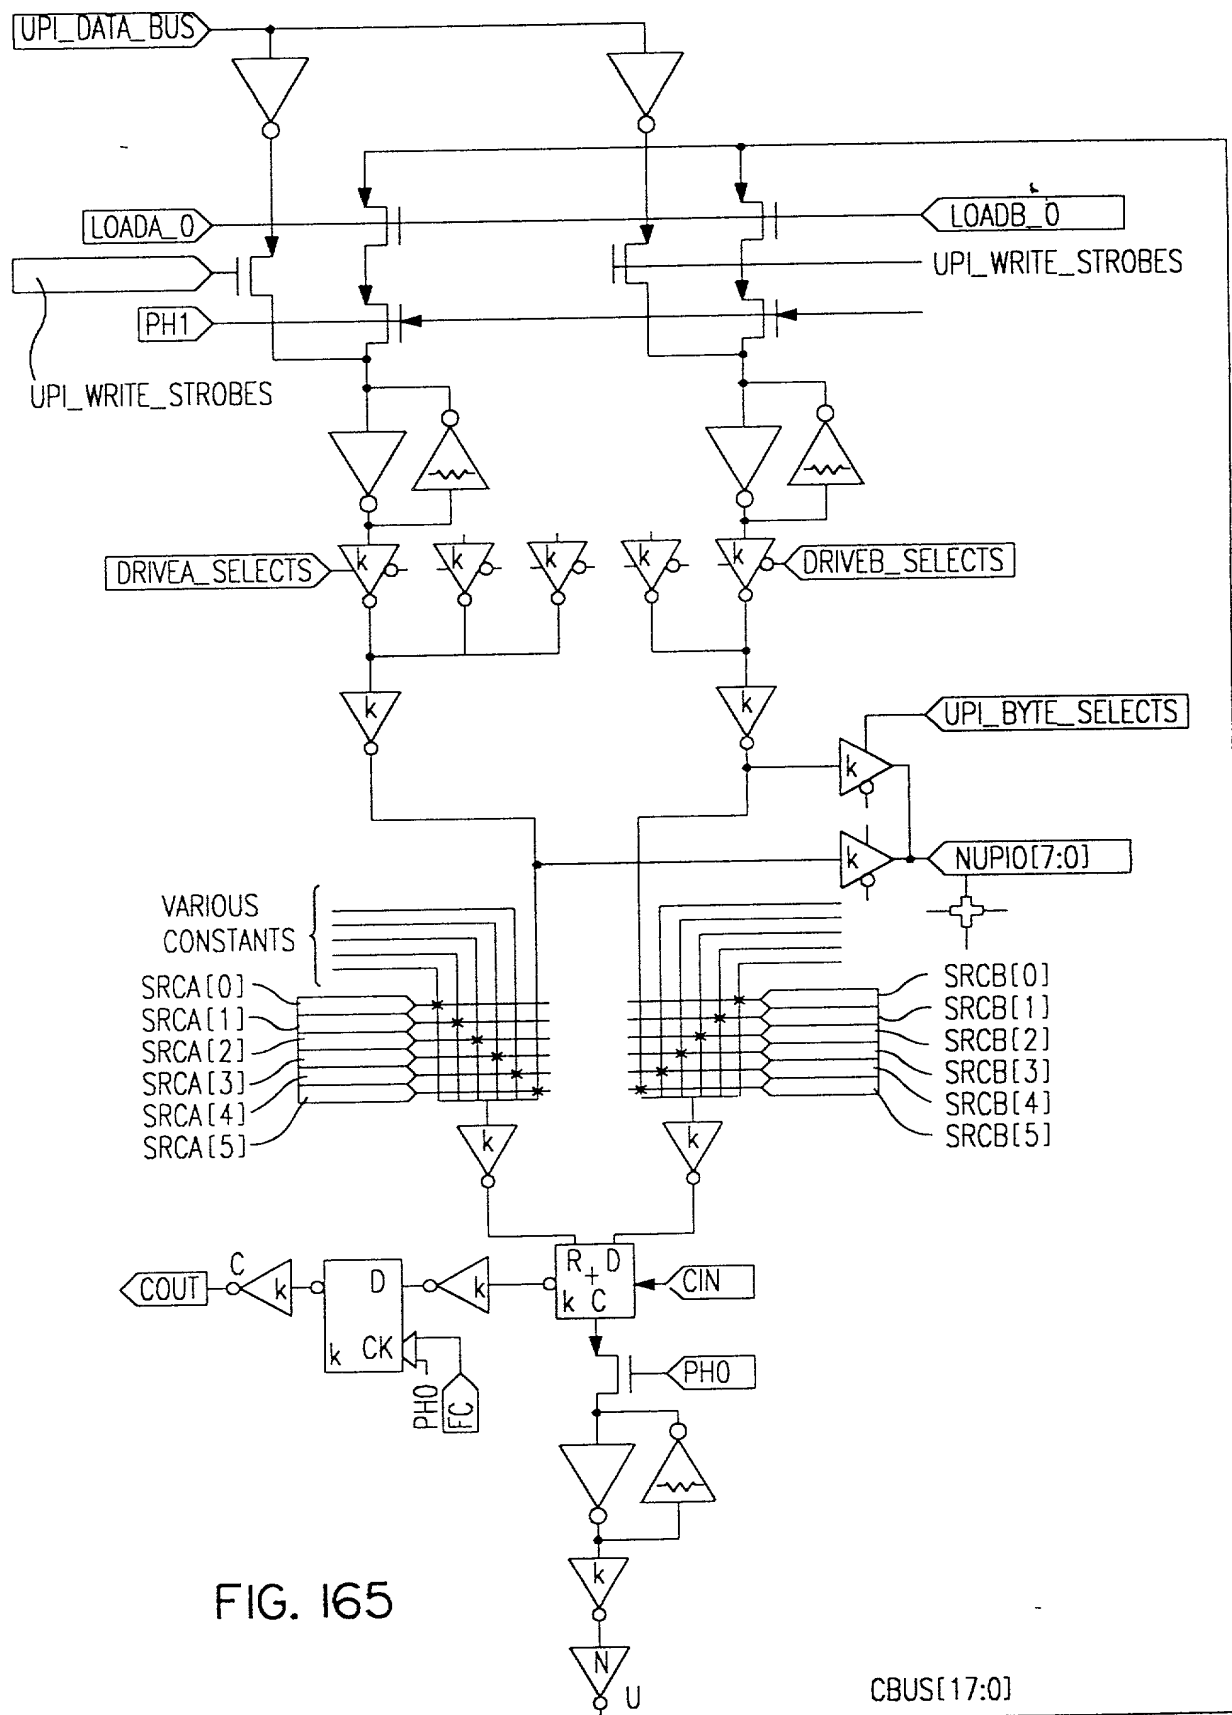 UPI_DATA_BUS
LOADA_0
LOADB_0
UPI_WRITE_STROBES
PH1
UPI_WRITE_STROBES
k
k
k
k
k
DRIVEA_SELECTS
DRIVEB_SELECTS
k
k
UPI_BYTE_SELECTS
k
k
NUPIO[7:0]
VARIOUS
CONSTANTS
SRCA[0]
SRCA[1]
SRCA[2]
SRCA[3]
SRCA[4]
SRCA[5]
SRCB[0]
SRCB[1]
SRCB[2]
SRCB[3]
SRCB[4]
SRCB[5]
k
k
COUT
C
k
D
k
CK
k
R
+
D
k
C
CIN
PH0
FC
PH0
k
N
U
FIG. 165
CBUS[17:0]